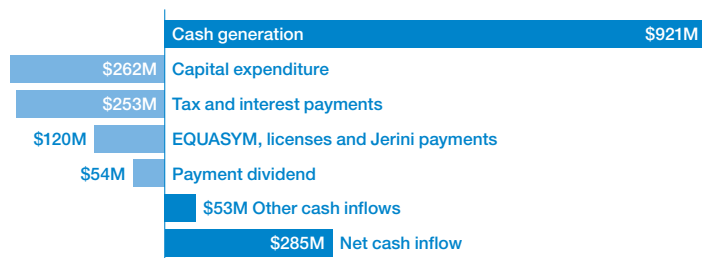 Cash generation $921M
$262M Capital expenditure
$253M Tax and interest payments
$120M EQUASYM, licenses and Jerini payments
$54M Payment dividend
$53M Other cash inflows
$285M Net cash inflow